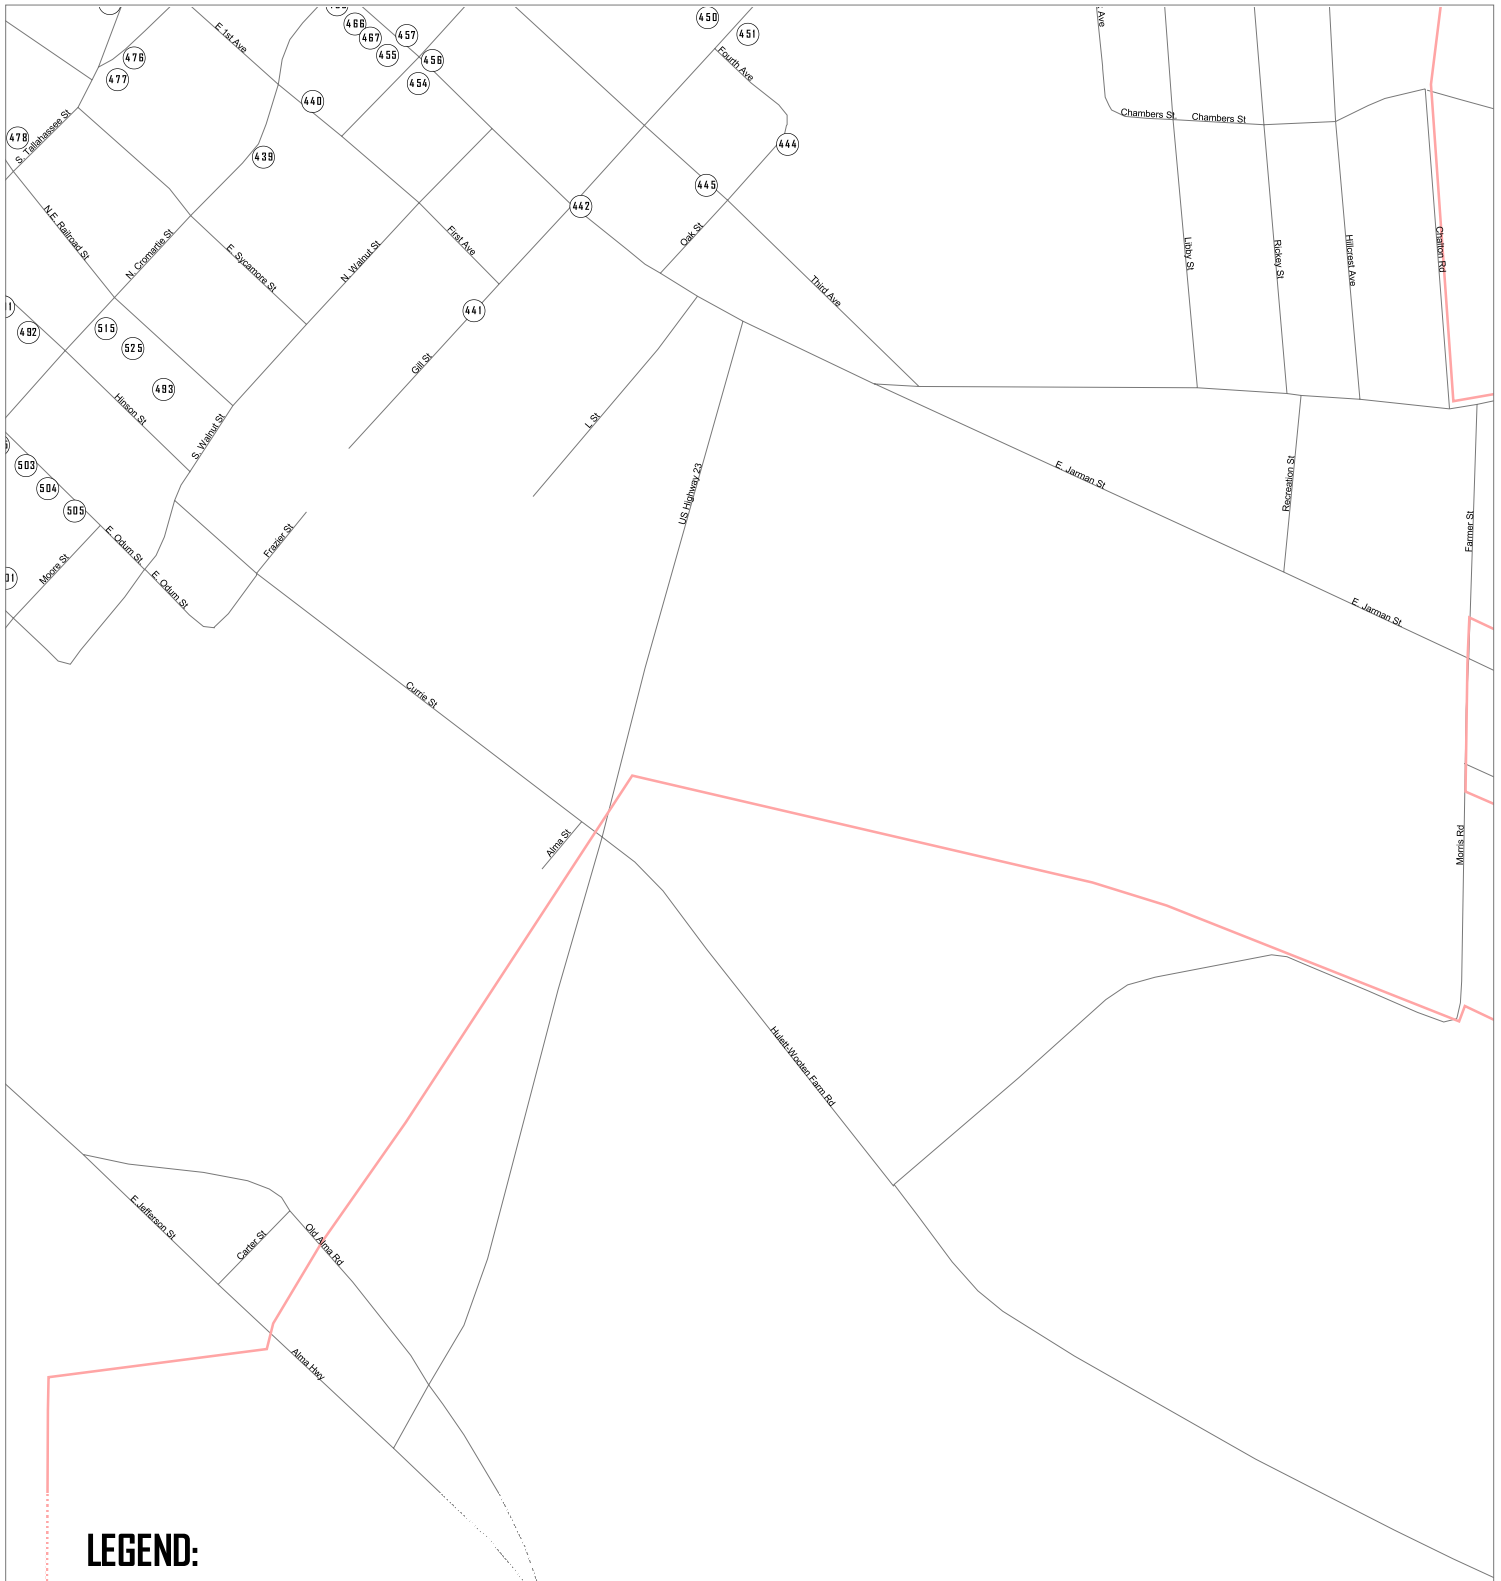 450
451
466
467
457
455
456
454
476
477
E 1st Ave
Fourth Ave
Ave
440
Chambers St.
Chambers St
478
S. Tallahassee St
439
444
445
442
N.E. Railroad St
N. Cromartie St
E. Sycamore St
N. Walnut St
First Ave
Oak St
Libby St
Rickey St
Hillcrest Ave
Chalton Rd
Third Ave
441
492
515
525
493
Gill St
Hinson St
S. Walnut St
L St
503
504
505
US Highway 23
E. Jarman St
Recreation St
Farmer St
E. Odum St
Frazier St
Moore St
E. Odum St
E. Jarman St
Currie St
Alma St
Morris Rd
Hulett-Wooten Farm Rd
E Jefferson St
Carter St
Old Alma Rd
Alma Hwy
LEGEND: